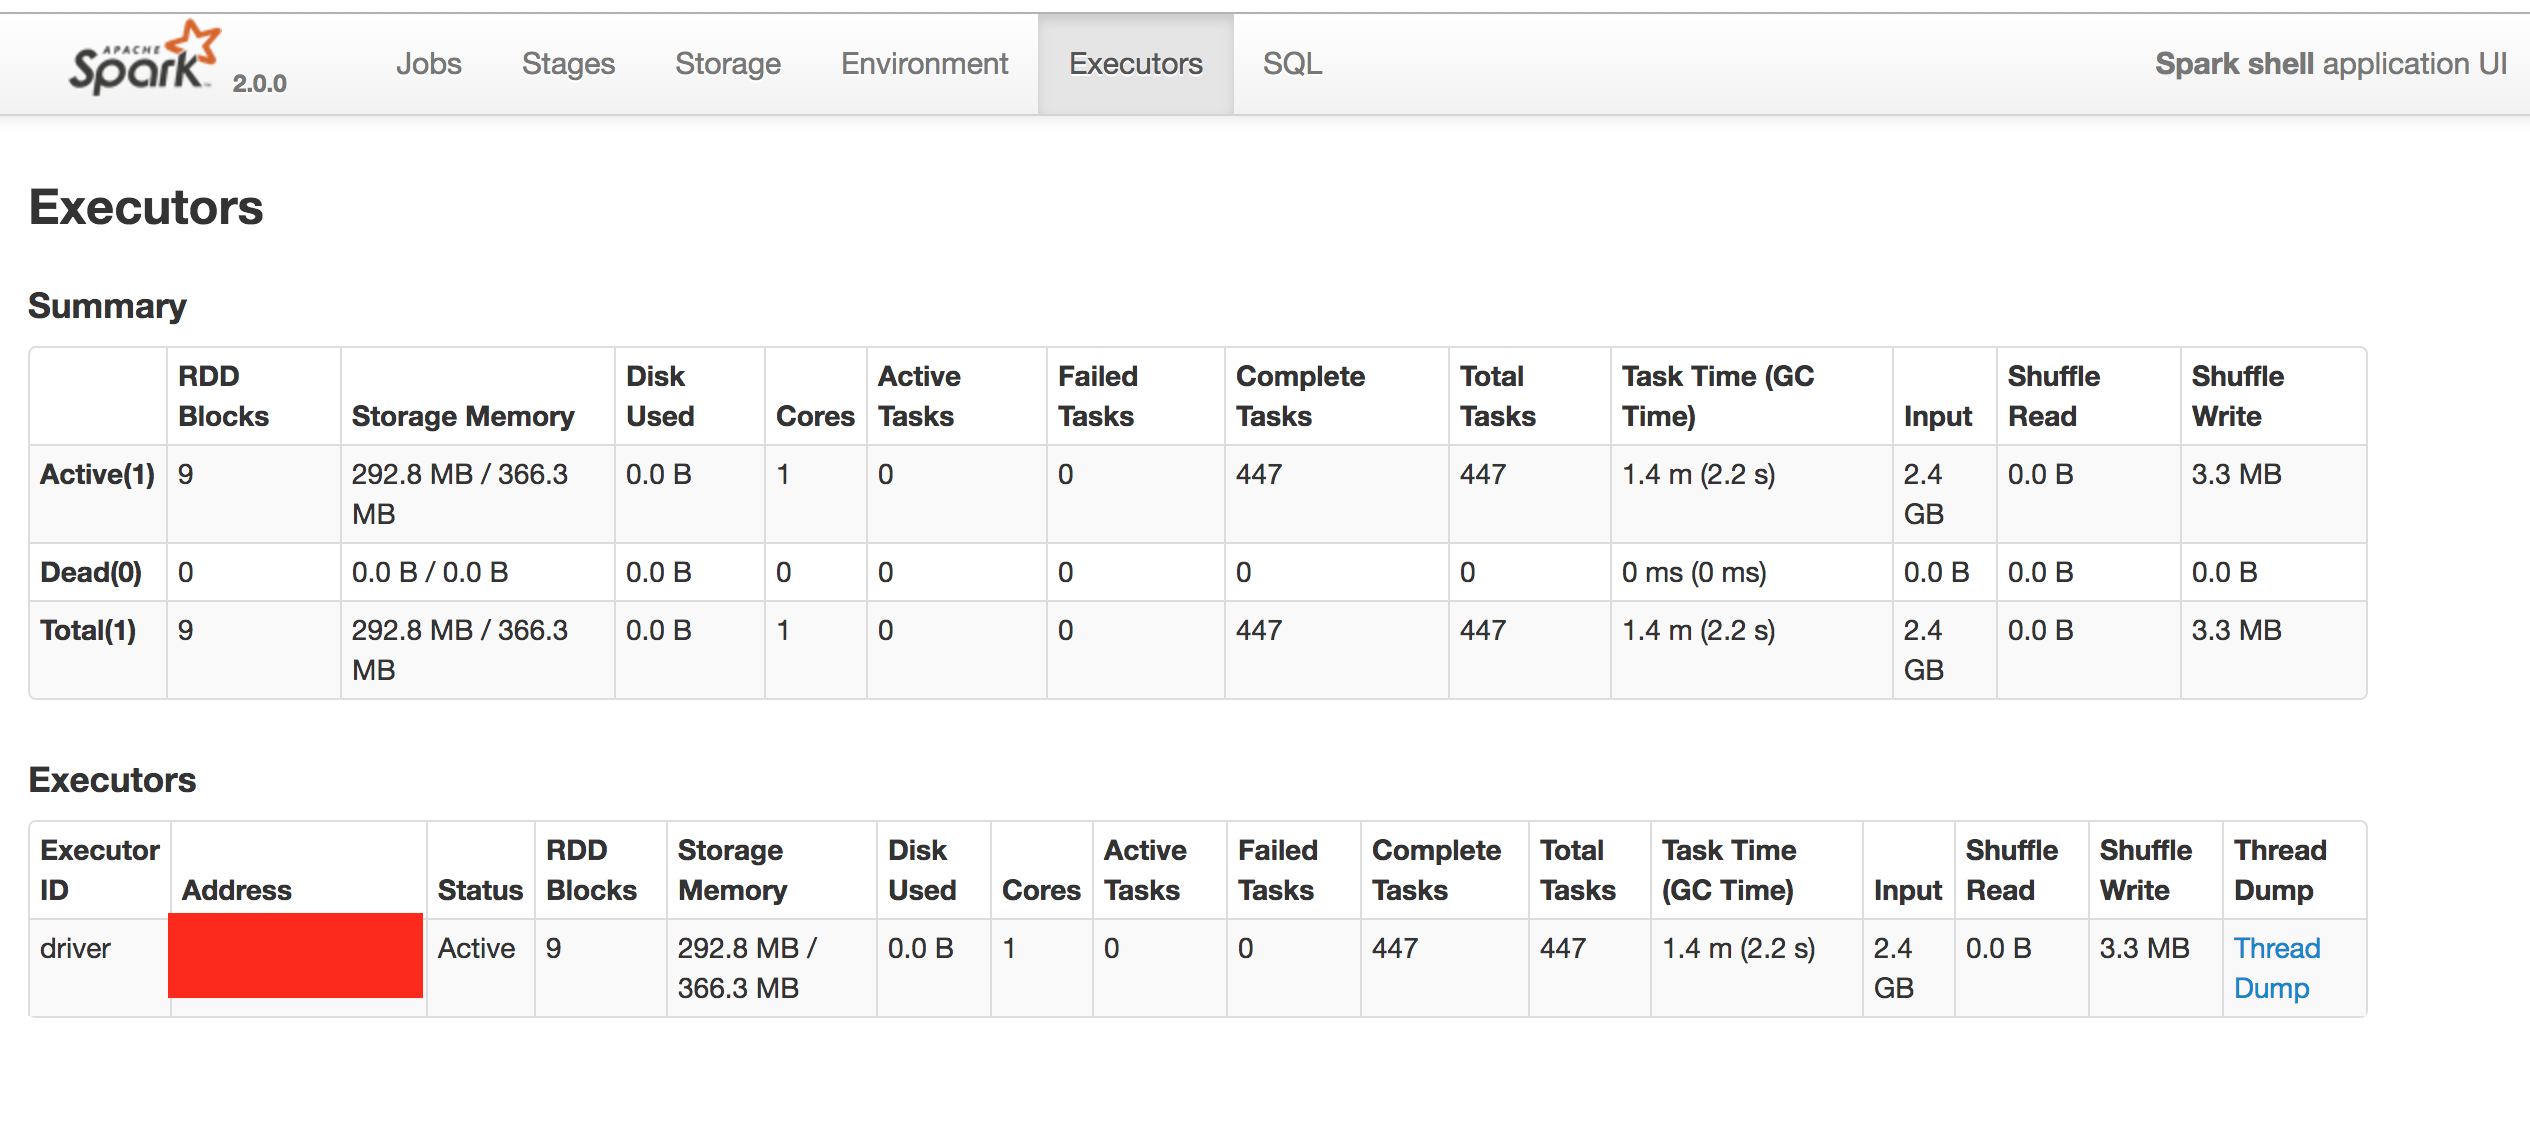 APACHE
Spark 2.0.0 Jobs Stages Storage Environment Executors SQL Spark shell application UI
Executors
Summary
RDD Blocks Storage Memory Disk Used Cores Active Tasks Failed Tasks Complete Tasks Total Tasks Task Time (GC Time) Input Shuffle Read Shuffle Write
Active(1) 9 292.8 MB / 366.3 MB 0.0 B 1 0 0 447 447 1.4 m (2.2 s) 2.4 GB 0.0 B 3.3 MB
Dead(0) 0 0.0 B / 0.0 B 0.0 B 0 0 0 0 0 0 ms (0 ms) 0.0 B 0.0 B 0.0 B
Total(1) 9 292.8 MB / 366.3 MB 0.0 B 1 0 0 447 447 1.4 m (2.2 s) 2.4 GB 0.0 B 3.3 MB
Executors
Executor ID Address Status RDD Blocks Storage Memory Disk Used Cores Active Tasks Failed Tasks Complete Tasks Total Tasks Task Time (GC Time) Input Shuffle Read Shuffle Write Thread Dump
driver Active 9 292.8 MB / 366.3 MB 0.0 B 1 0 0 447 447 1.4 m (2.2 s) 2.4 GB 0.0 B 3.3 MB Thread Dump